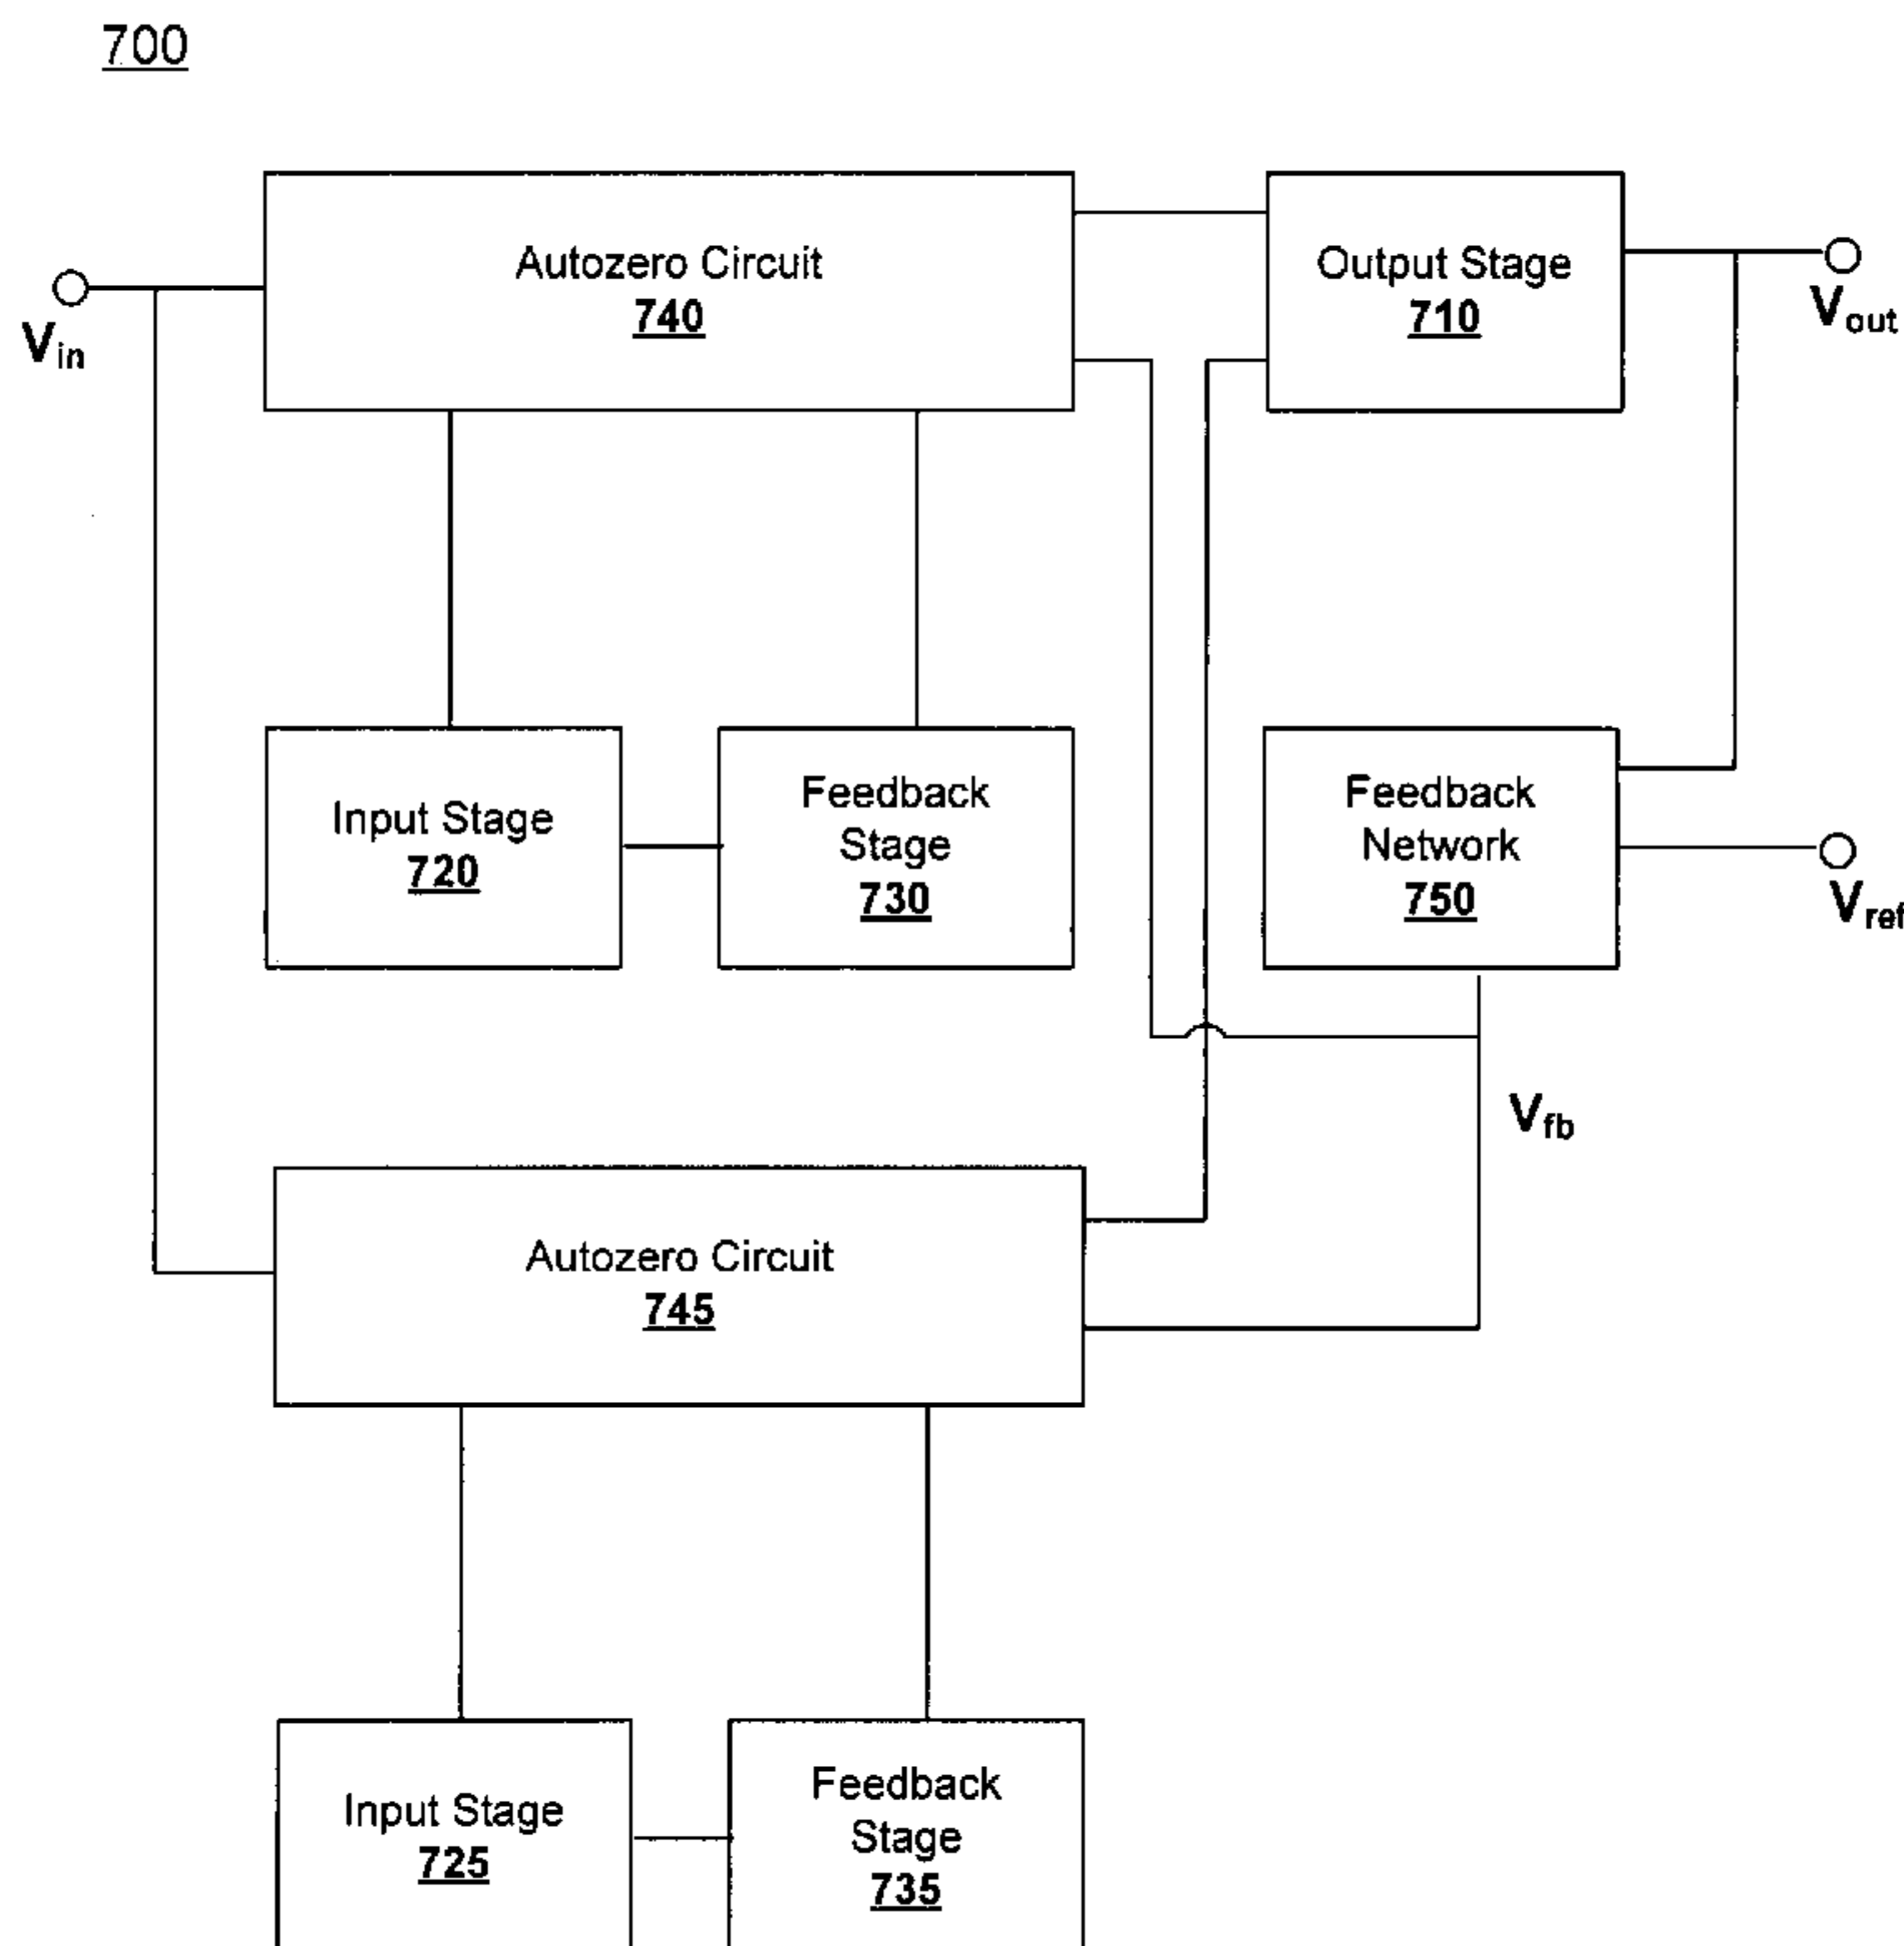 700
Autozero Circuit
740
Output Stage
710
Vin
Vout
Input Stage
720
Feedback
Stage
730
Feedback
Network
750
Vref
Vfb
Autozero Circuit
745
Input Stage
725
Feedback
Stage
735